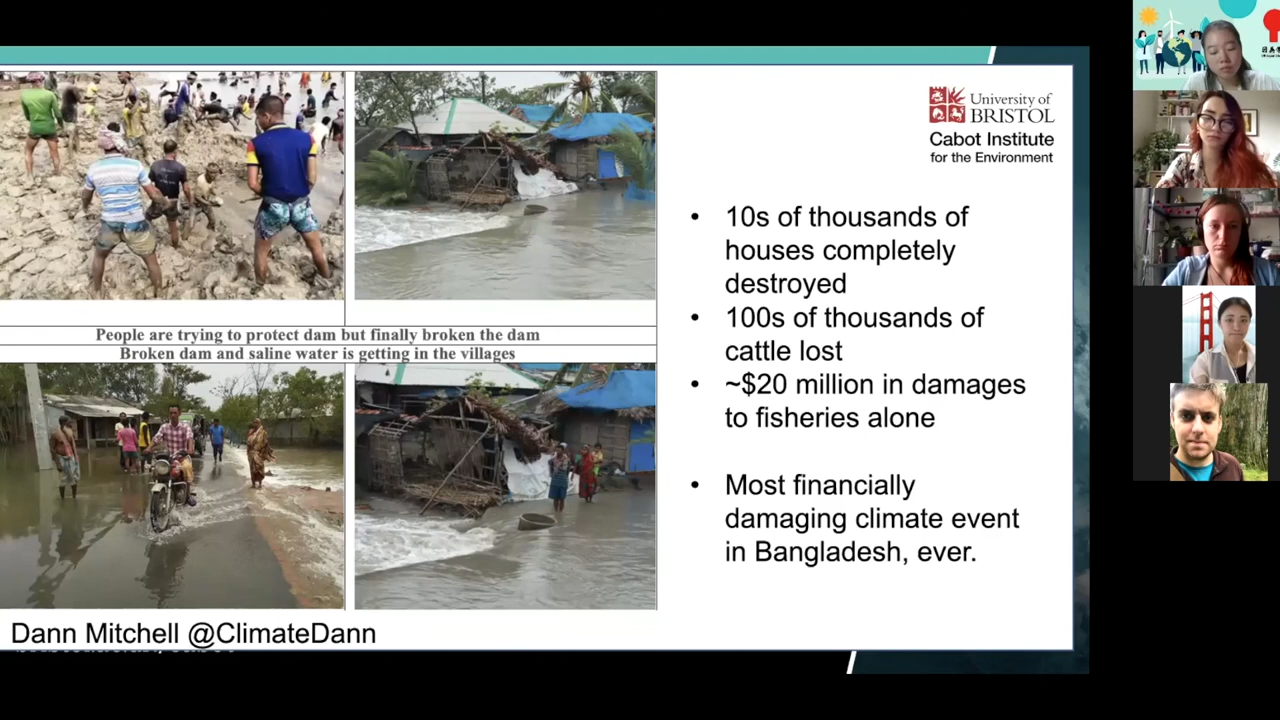 University of
BRISTOL
Cabot Institute
for the Environment
• 10s of thousands of
houses completely
destroyed
• 100s of thousands of
cattle lost
• ~$20 million in damages
to fisheries alone
• Most financially
damaging climate event
in Bangladesh, ever.
People are trying to protect dam but finally broken the dam
Broken dam and saline water is getting in the villages
Dann Mitchell @ClimateDann